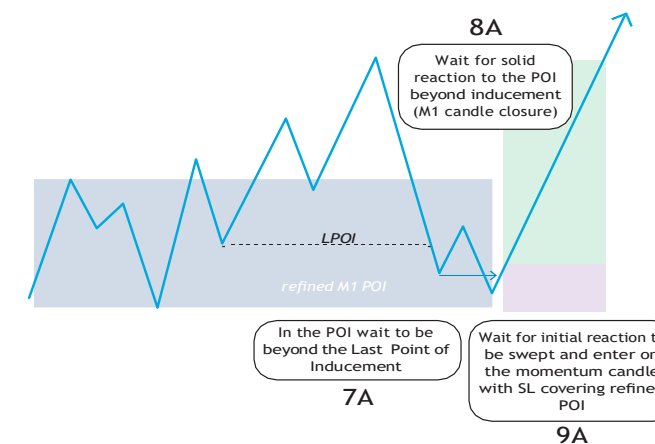 8A
Wait for solid
reaction to the POI
beyond inducement
(M1 candle closure)
LPOI
refined M1 POI
In the POI wait to be
beyond the Last Point of
Inducement
7A
Wait for initial reaction t
be swept and enter on
the momentum candle
with SL covering refine
POI
9A